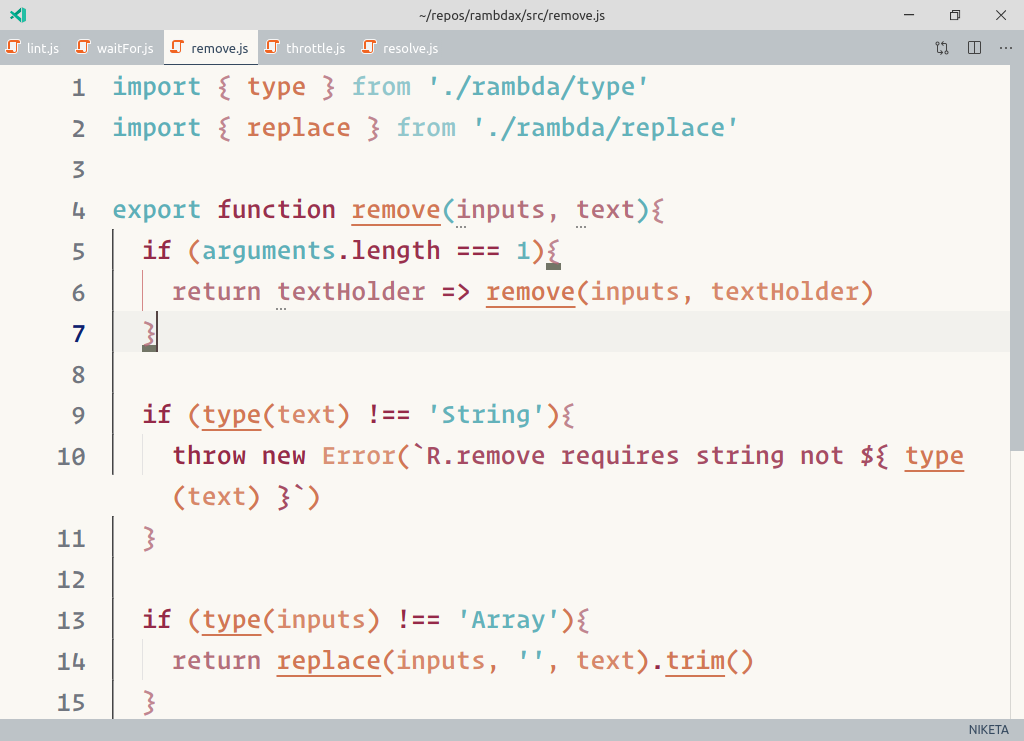 ~/repos/rambdax/src/remove.js
lint.js waitFor.js remove.js throttle.js resolve.js
1 import { type } from './rambda/type'
2 import { replace } from './rambda/replace'
3
4 export function remove(inputs, text){
5 if (arguments.length === 1){
6 return textHolder => remove(inputs, textHolder)
7 }
8
9 if (type(text) !== 'String'){
10 throw new Error(`R.remove requires string not ${ type
(text) }`)
11 }
12
13 if (type(inputs) !== 'Array'){
14 return replace(inputs, '', text).trim()
15 }
NIKETA